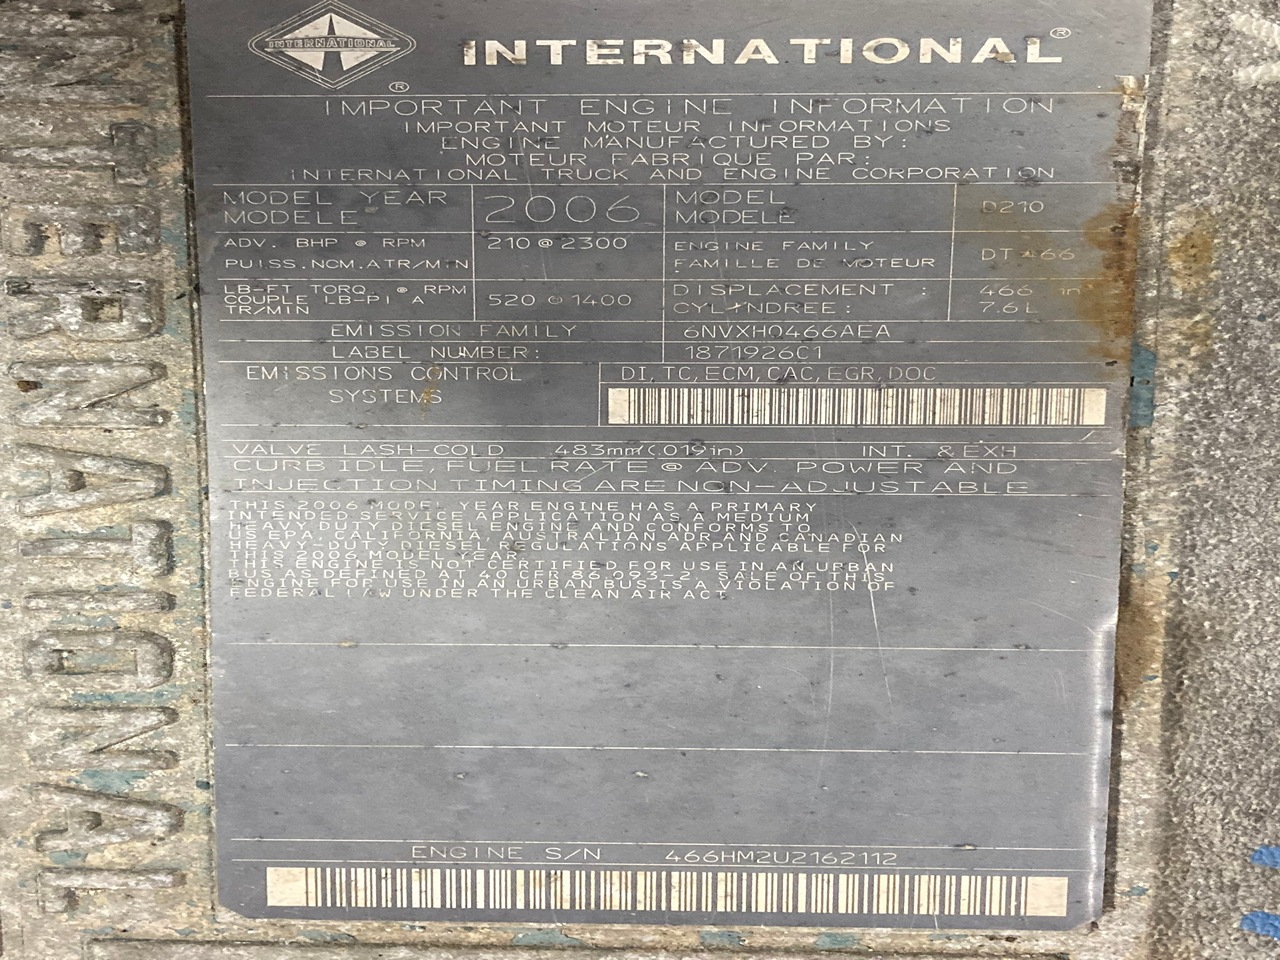 INTERNATIONAL
®
INTERNATIONAL®
IMPORTANT ENGINE INFORMATION
IMPORTANT MOTEUR INFORMATIONS
ENGINE MANUFACTURED BY:
MOTEUR FABRIQUE PAR:
INTERNATIONAL TRUCK AND ENGINE CORPORATION
MODEL YEAR 2006 MODEL D210
MODELE MODELE
ADV. BHP @ RPM 210 @ 2300 ENGINE FAMILY DT 466
PUISS.NCM.ATR/MIN FAMILLE DE MOTEUR
LB-FT TORQ. @ RPM 520 @ 1400 DISPLACEMENT : 466 in³
COUPLE LB-PI A CYLINDREE: 7.6L
TR/MIN
EMISSION FAMILY 6NVXH0466AEA
LABEL NUMBER: 1871926C1
EMISSIONS CONTROL DI,TC,ECM,CAC,EGR,DOC
SYSTEMS
VALVE LASH-COLD .483mm(.019in) INT. & EXH
CURB IDLE, FUEL RATE @ ADV. POWER AND
INJECTION TIMING ARE NON-ADJUSTABLE
THIS 2006 MODEL YEAR ENGINE HAS A PRIMARY
INTENDED SERVICE APPLICATION AS A MEDIUM
HEAVY DUTY DIESEL ENGINE AND CONFORMS TO
US EPA, CALIFORNIA, AUSTRALIAN ADR AND CANADIAN
HEAVY-DUTY DIESEL REGULATIONS APPLICABLE FOR
THIS 2006 MODEL YEAR.
THIS ENGINE IS NOT CERTIFIED FOR USE IN AN URBAN
BUS AS DEFINED AT 40 CFR 86.093-2. SALE OF THIS
ENGINE FOR USE IN AN URBAN BUS IS A VIOLATION OF
FEDERAL LAW UNDER THE CLEAN AIR ACT.
ENGINE S/N 466HM2U2162112
INTERNATIONAL